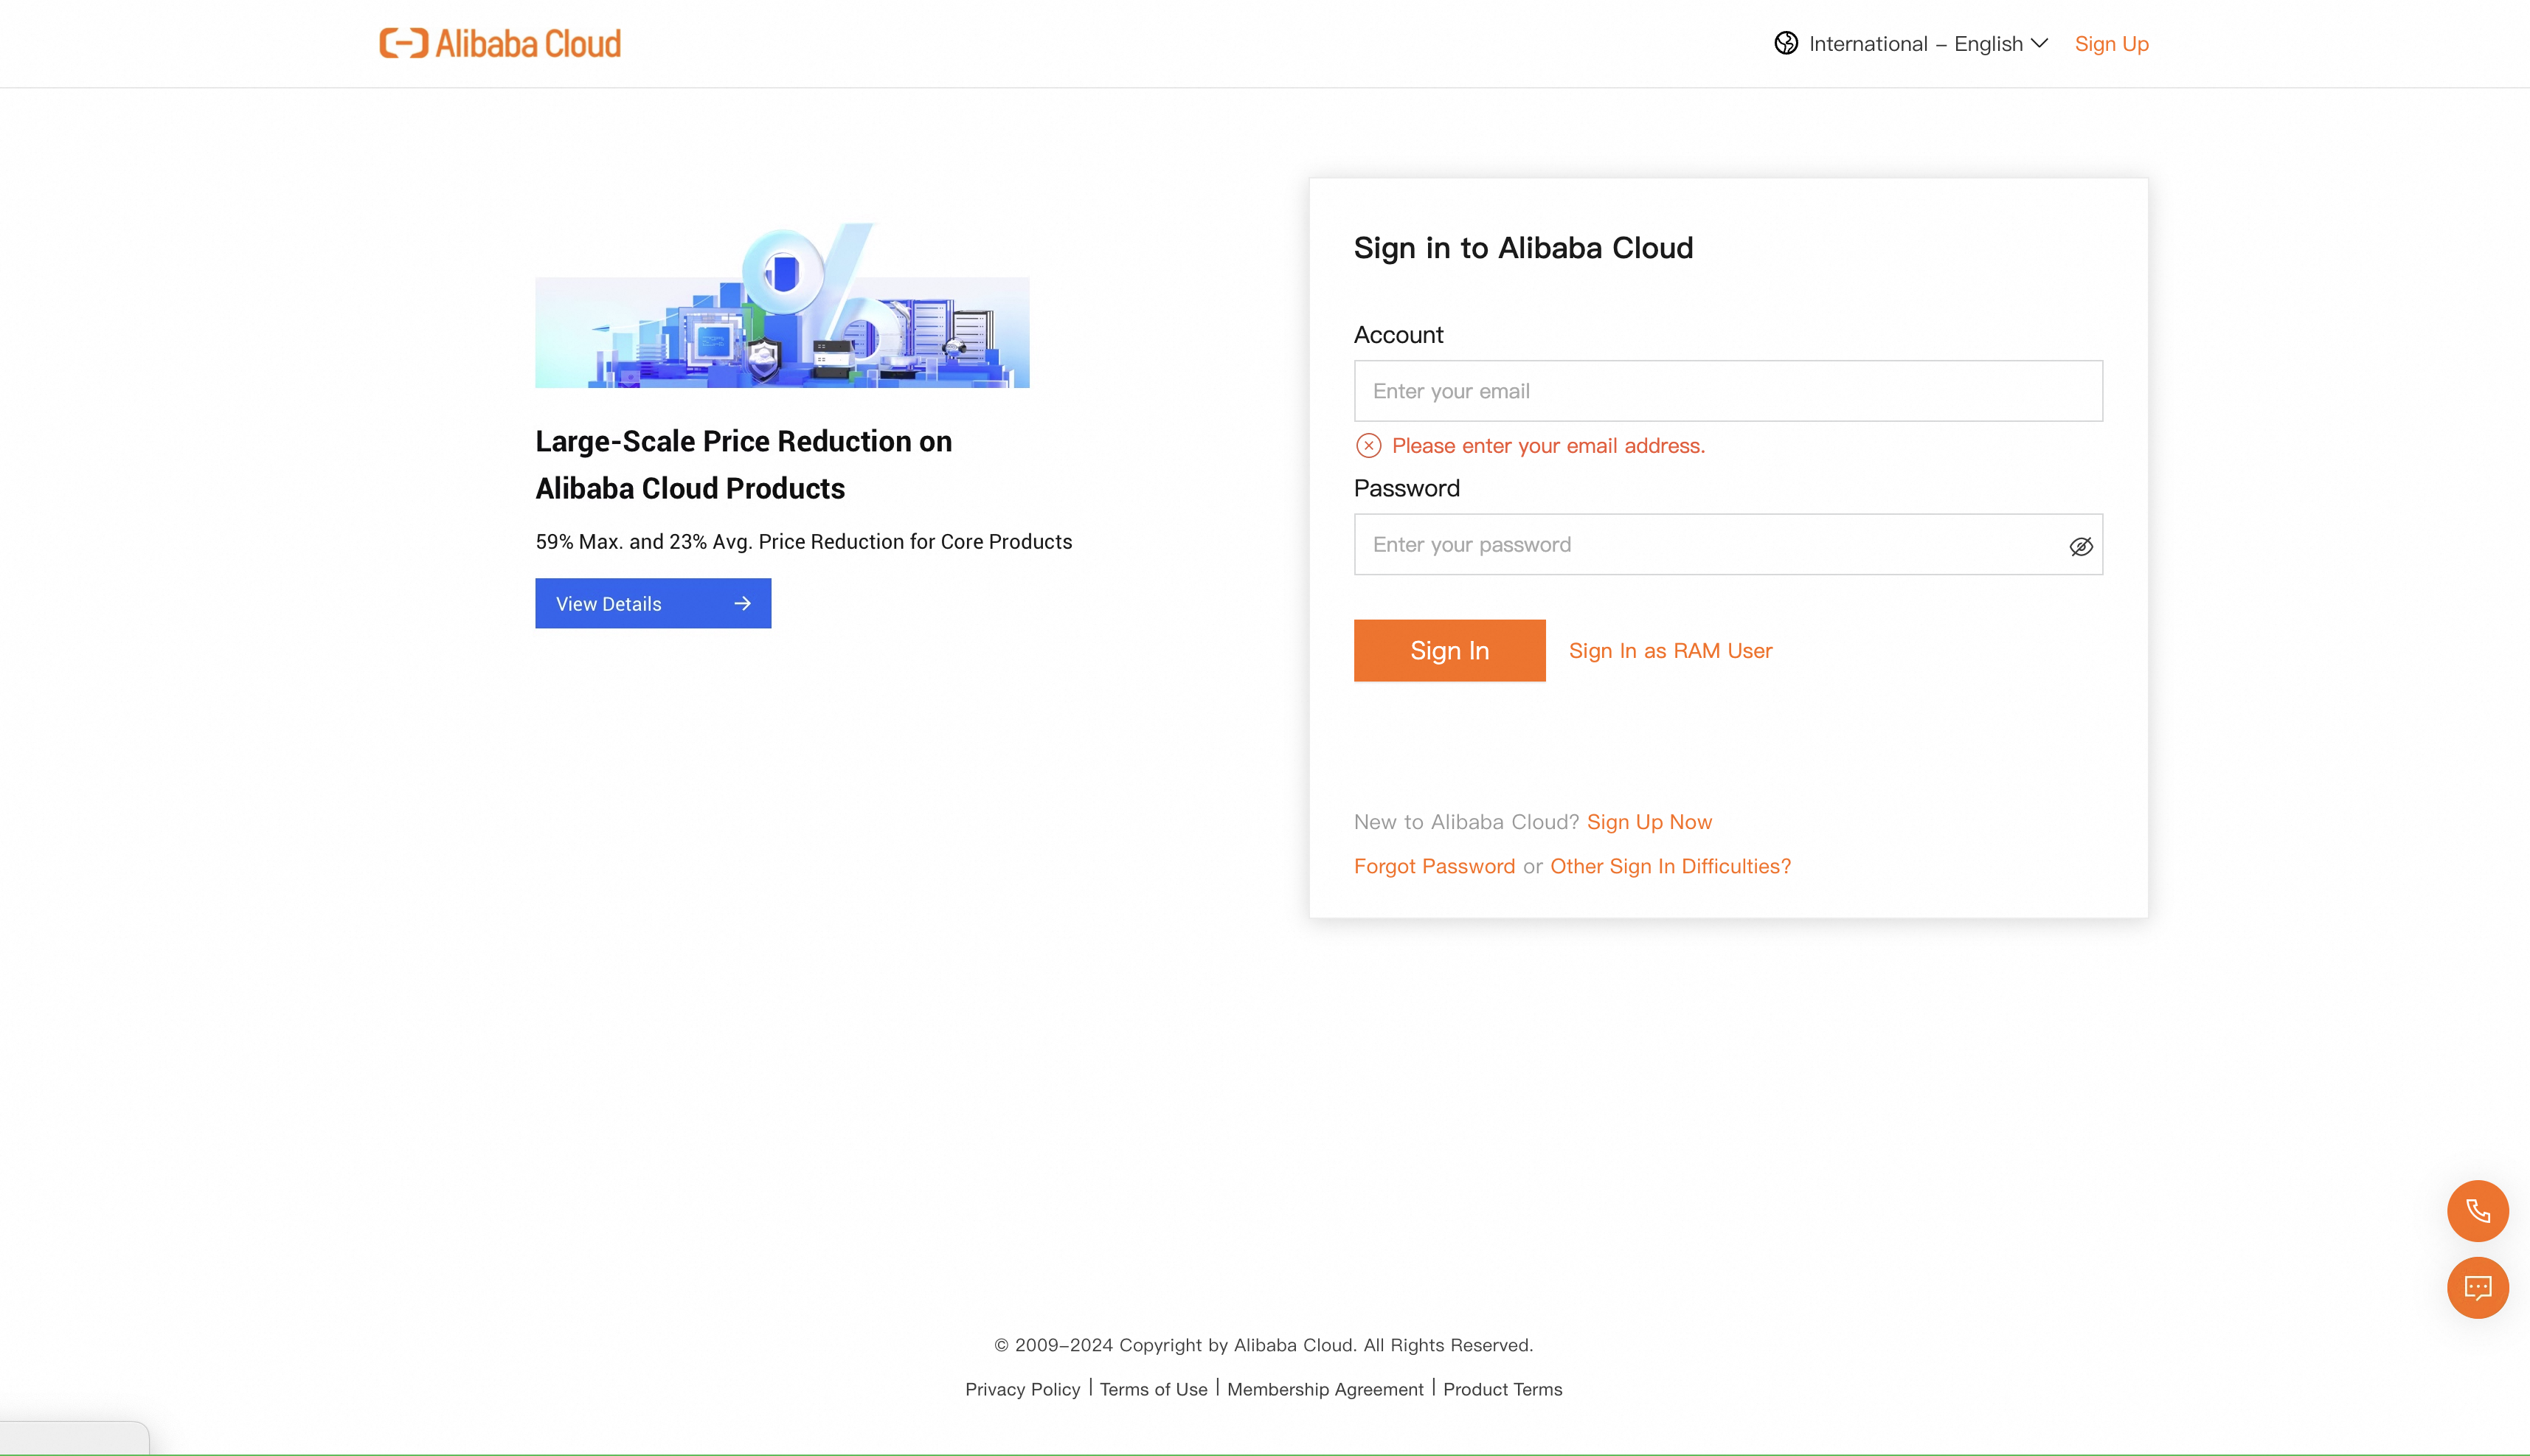 Alibaba Cloud
International – English
Sign Up
Large-Scale Price Reduction on
Alibaba Cloud Products
59% Max. and 23% Avg. Price Reduction for Core Products
View Details
Sign in to Alibaba Cloud
Account
Enter your email
Please enter your email address.
Password
Enter your password
Sign In
Sign In as RAM User
New to Alibaba Cloud? Sign Up Now
Forgot Password or Other Sign In Difficulties?
© 2009–2024 Copyright by Alibaba Cloud. All Rights Reserved.
Privacy Policy | Terms of Use | Membership Agreement | Product Terms